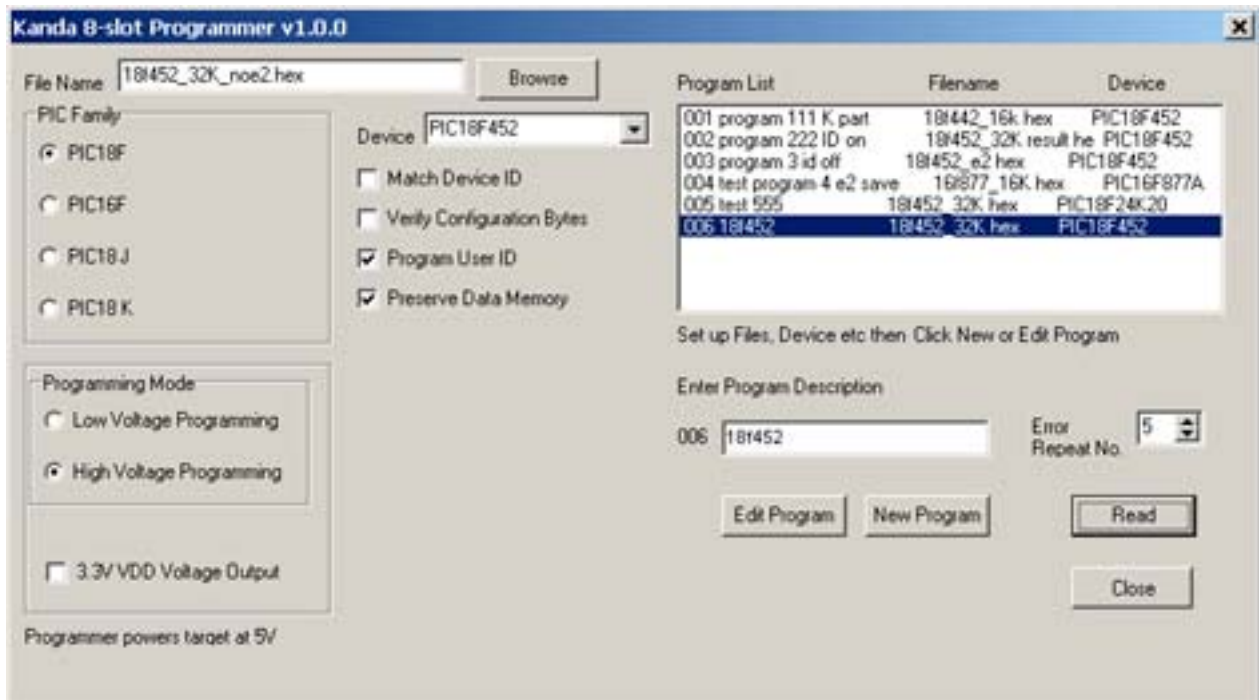 Kanda 8-slot Programmer v1.0.0
File Name 18f452_32K_noe2.hex Browse
PIC Family
PIC18F
PIC16F
PIC18 J
PIC18 K
Device PIC18F452
Match Device ID
Verify Configuration Bytes
Program User ID
Preserve Data Memory
Programming Mode
Low Voltage Programming
High Voltage Programming
3.3V VDD Voltage Output
Programmer powers target at 5V
Program List Filename Device
001 program 111 K part 18f442_16k hex PIC18F452
002 program 222 ID on 18f452_32K result he PIC18F452
003 program 3 id off 18f452_e2 hex PIC18F452
004 test program 4 e2 save 16f877_16K hex PIC16F877A
005 test 555 18f452_32K hex PIC18F24K20
006 18f452 18f452_32K hex PIC18F452
Set up Files, Device etc then Click New or Edit Program
Enter Program Description
006 18f452
Error Repeat No. 5
Edit Program New Program Read
Close